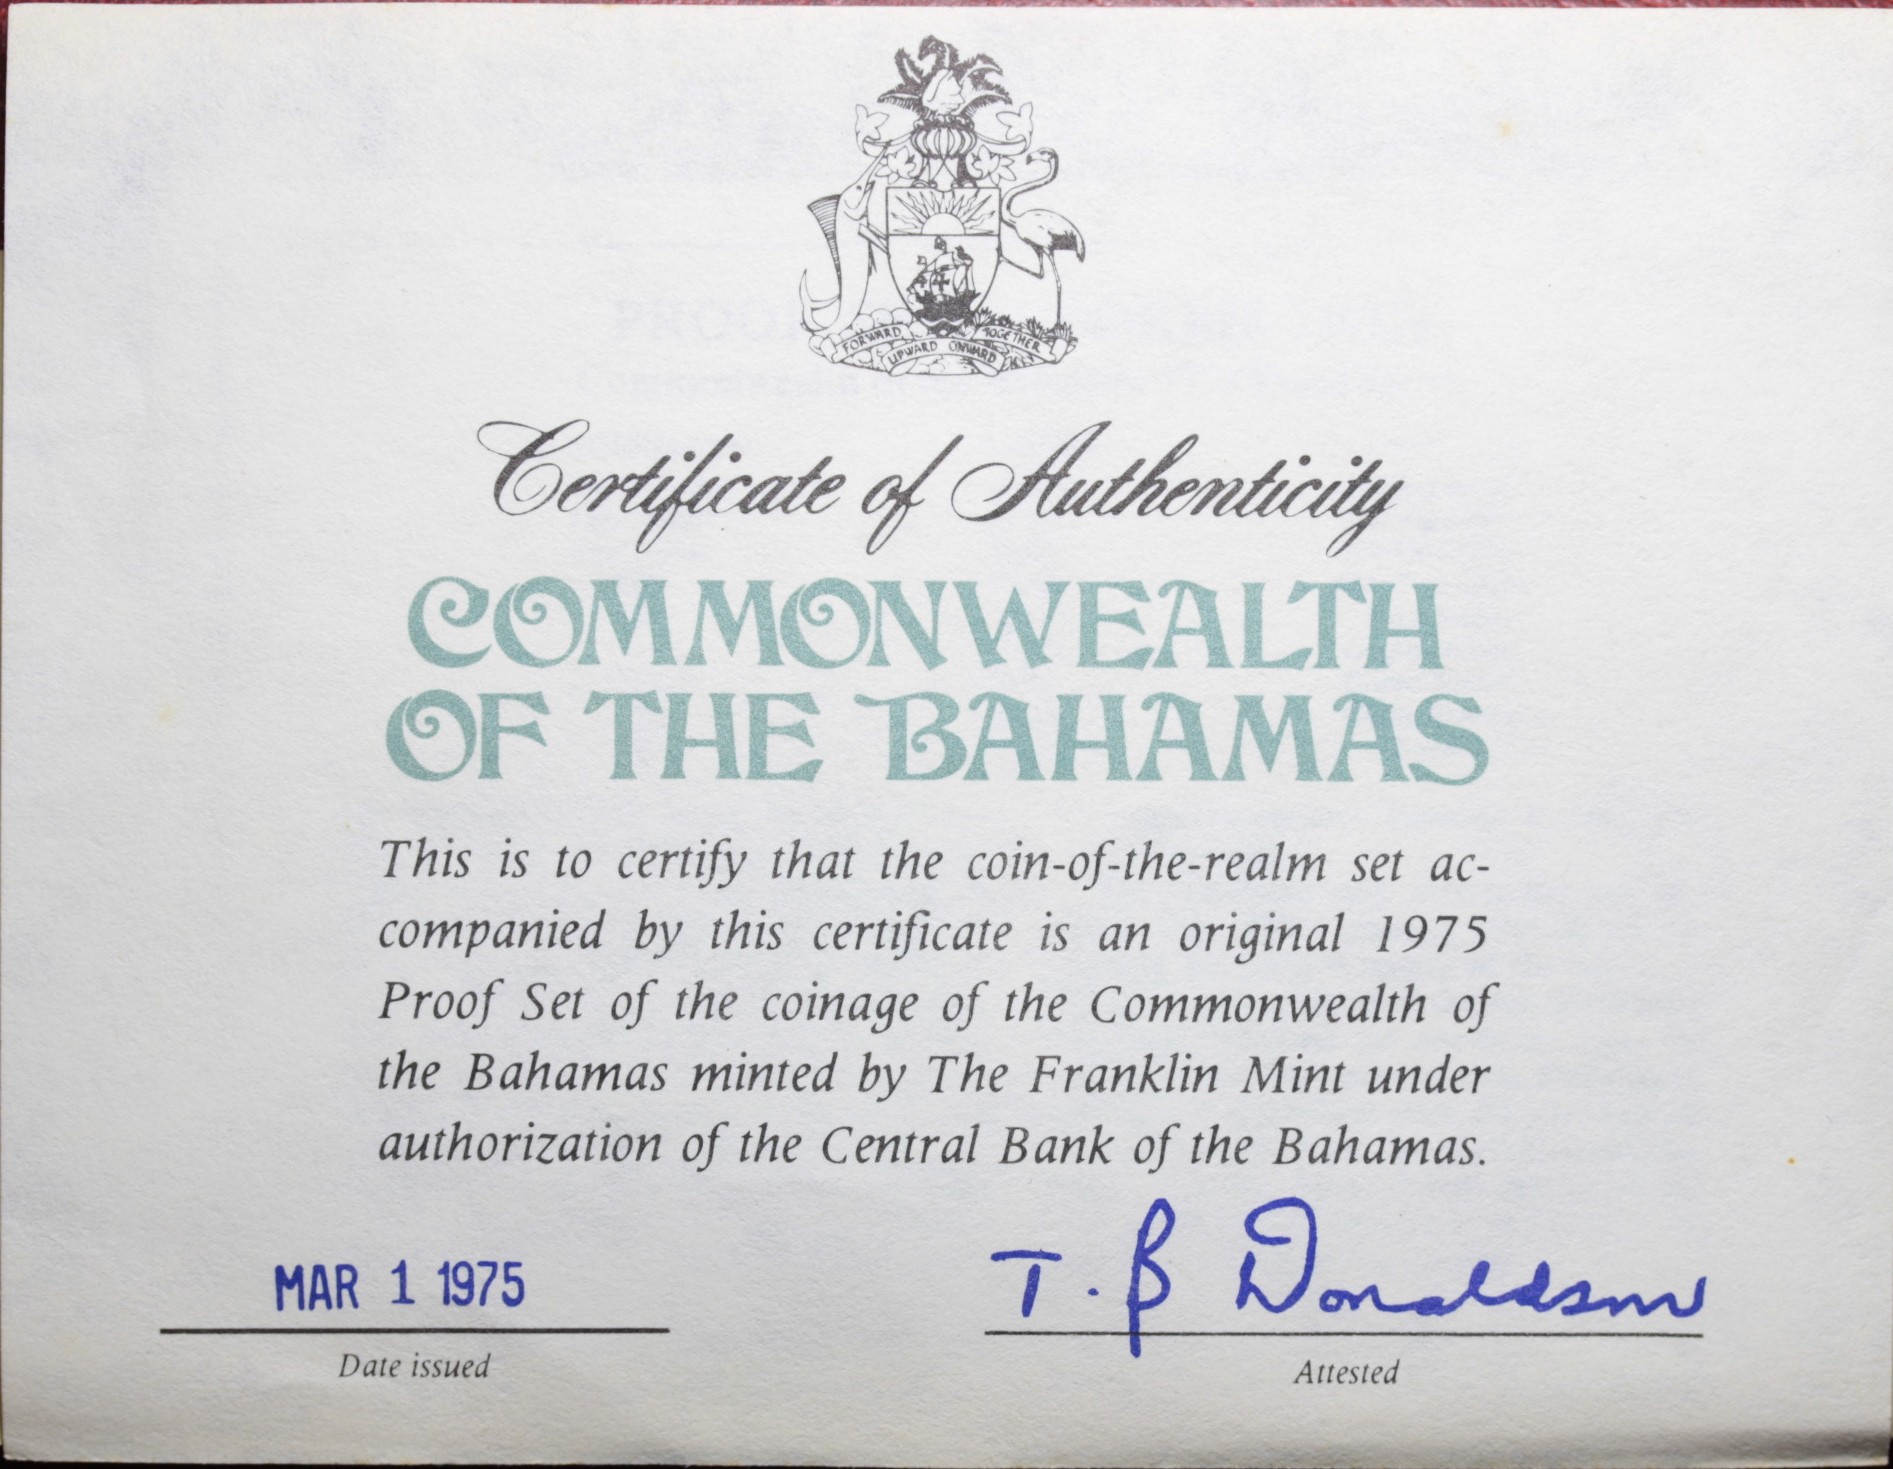 FORWARD UPWARD ONWARD TOGETHER
Certificate of Authenticity
COMMONWEALTH
OF THE BAHAMAS
This is to certify that the coin-of-the-realm set ac-
companied by this certificate is an original 1975
Proof Set of the coinage of the Commonwealth of
the Bahamas minted by The Franklin Mint under
authorization of the Central Bank of the Bahamas.
MAR 1 1975
T. B Donaldson
Date issued
Attested